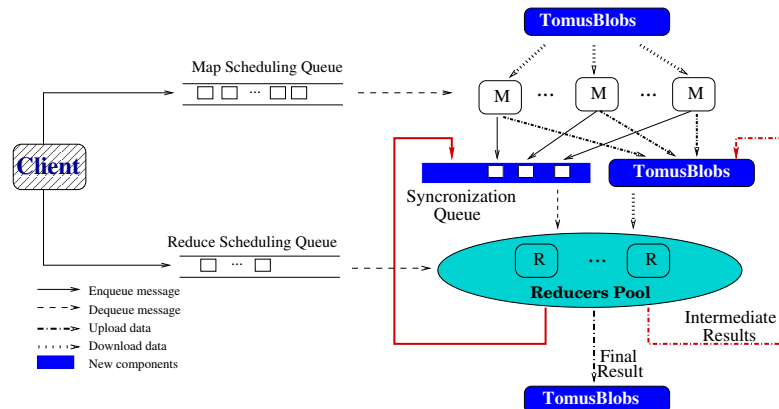 TomusBlobs
Map Scheduling Queue
...
M
...
M
...
M
Client
TomusBlobs
Syncronization
Queue
Reduce Scheduling Queue
...
R
...
R
Reducers Pool
Enqueue message
Dequeue message
Upload data
Download data
New components
Intermediate
Results
Final
Result
TomusBlobs